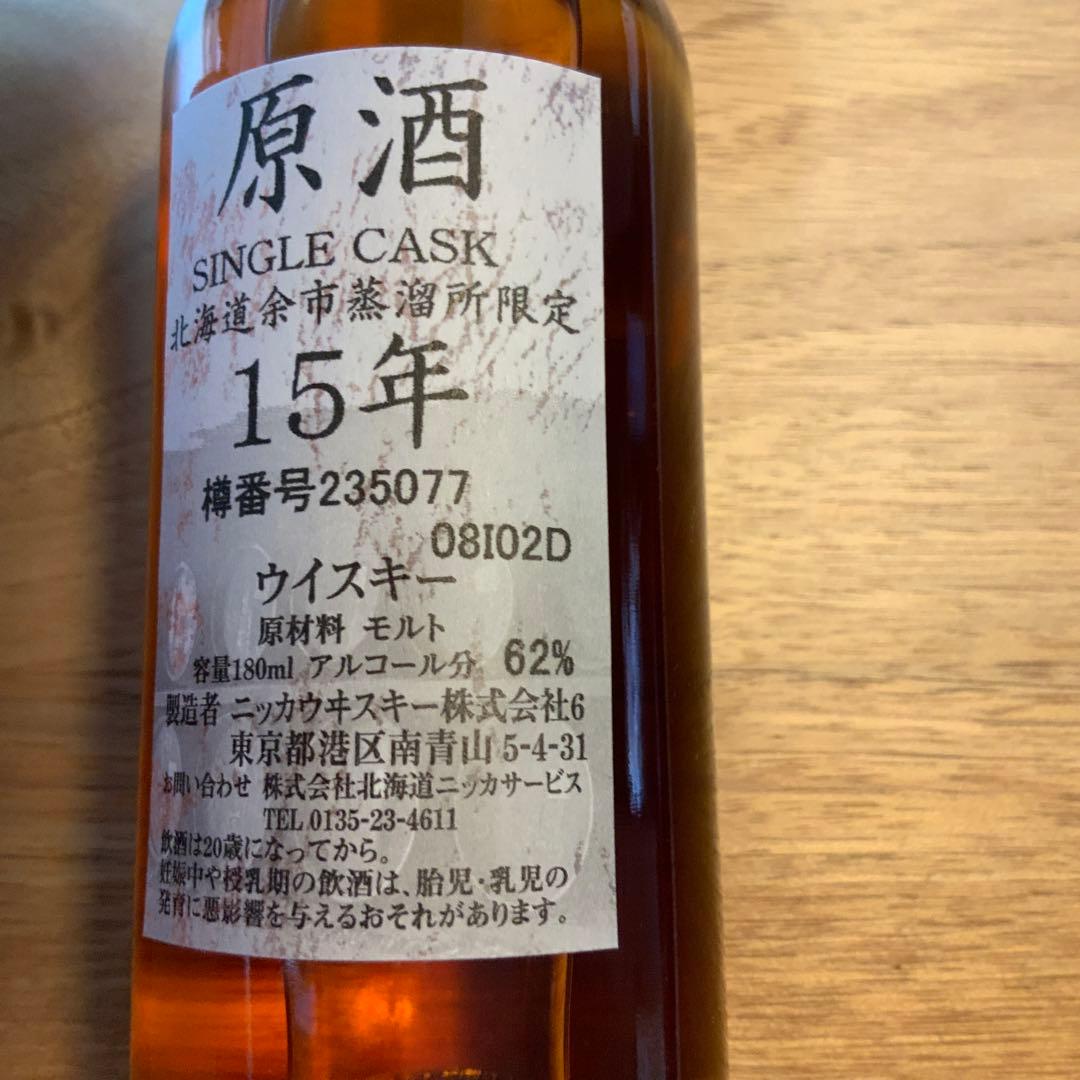 原酒
SINGLE CASK
北海道余市蒸溜所限定
15年
樽番号235077
08I02D
ウイスキー
原材料 モルト
容量180ml アルコール分 62%
製造者 ニッカウヰスキー株式会社6
東京都港区南青山5-4-31
お問い合わせ 株式会社北海道ニッカサービス
TEL 0135-23-4611
飲酒は20歳になってから。
妊娠中や授乳期の飲酒は、胎児・乳児の
発育に悪影響を与えるおそれがあります。